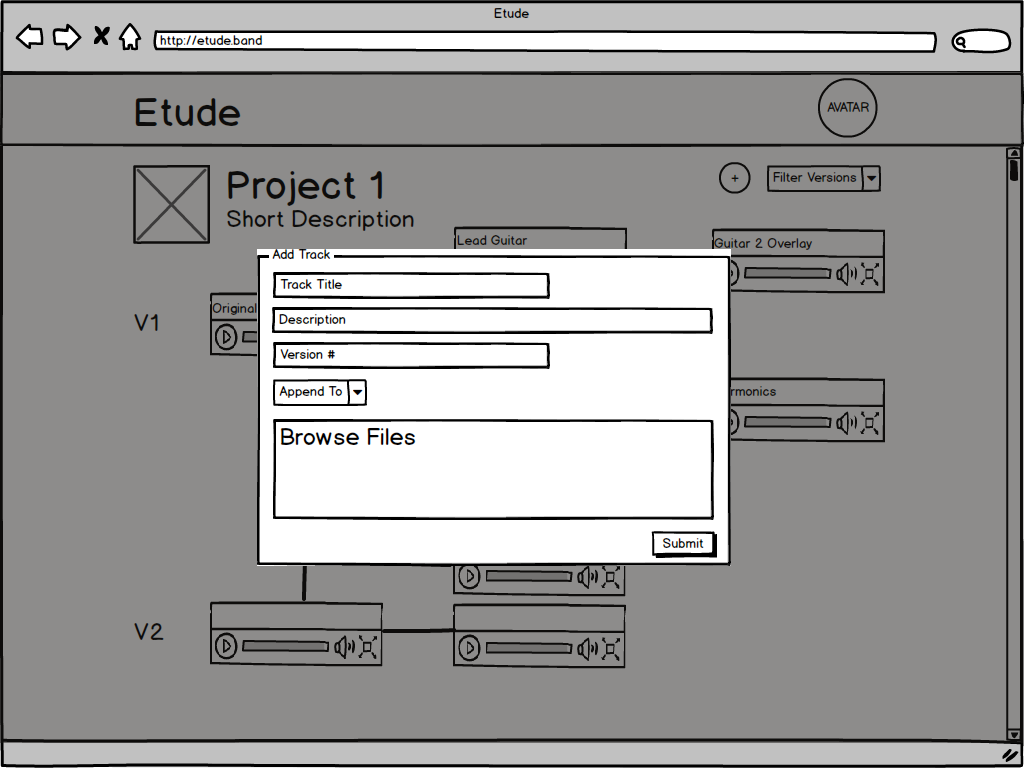 Etude
http://etude.band
Etude
AVATAR
Project 1
Short Description
+
Filter Versions
Lead Guitar
Guitar 2 Overlay
Add Track
Track Title
Original
V1
Description
Version #
Append To
rmonics
Browse Files
Submit
V2